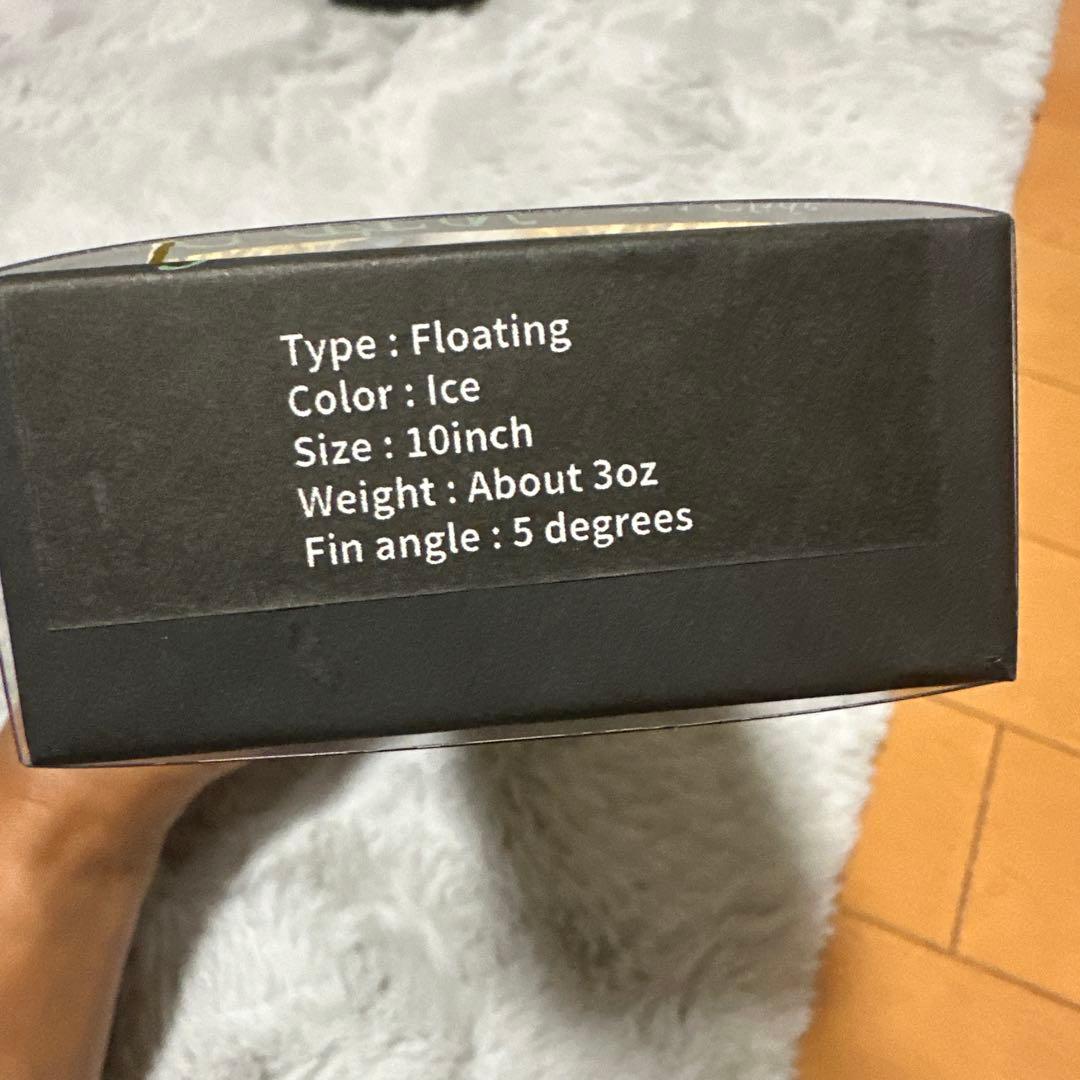 Type : Floating
Color : Ice
Size : 10inch
Weight : About 3oz
Fin angle : 5 degrees